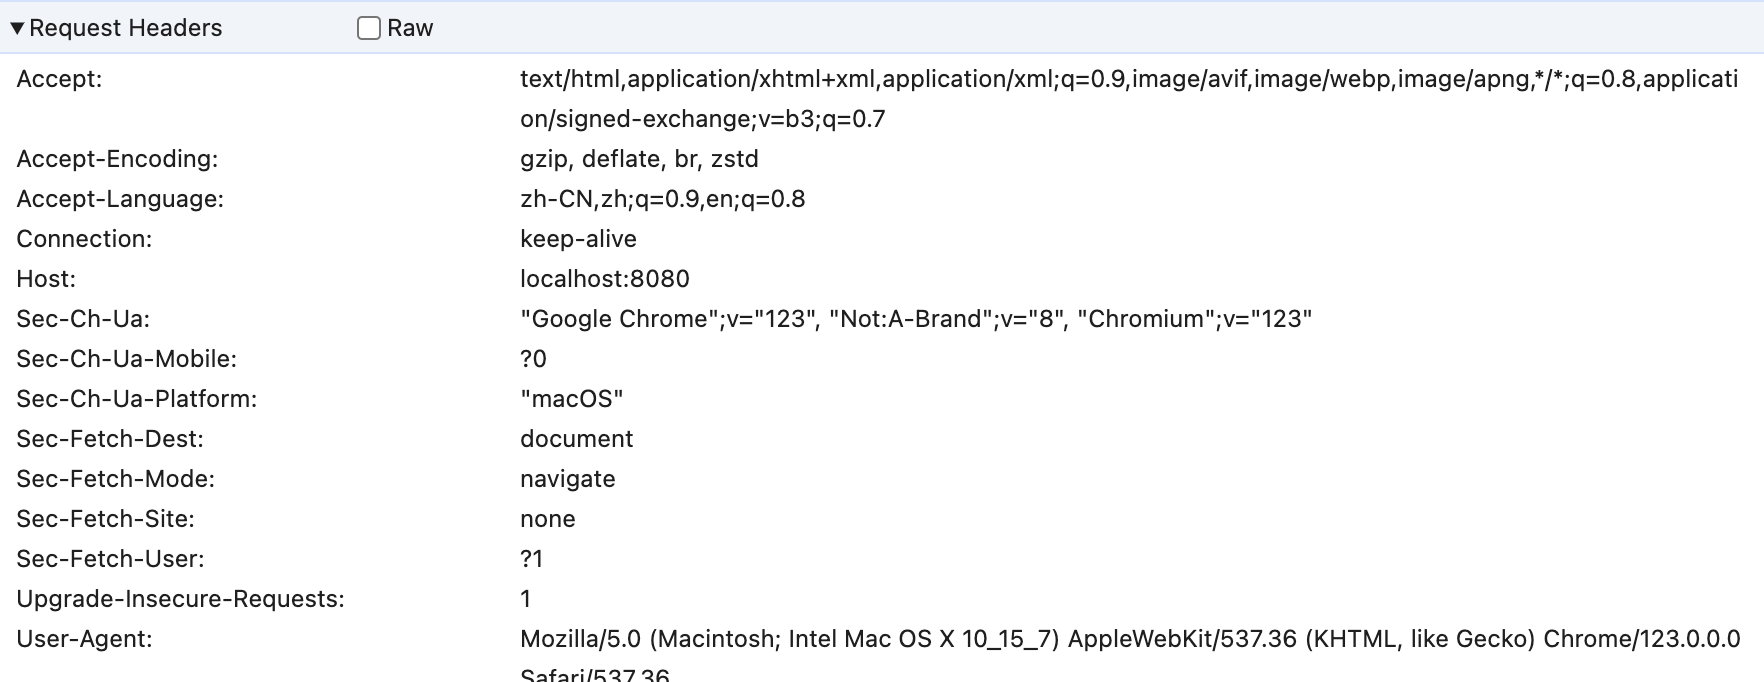 ▼ Request Headers Raw
Accept: text/html,application/xhtml+xml,application/xml;q=0.9,image/avif,image/webp,image/apng,*/*;q=0.8,applicati
on/signed-exchange;v=b3;q=0.7
Accept-Encoding: gzip, deflate, br, zstd
Accept-Language: zh-CN,zh;q=0.9,en;q=0.8
Connection: keep-alive
Host: localhost:8080
Sec-Ch-Ua: "Google Chrome";v="123", "Not:A-Brand";v="8", "Chromium";v="123"
Sec-Ch-Ua-Mobile: ?0
Sec-Ch-Ua-Platform: "macOS"
Sec-Fetch-Dest: document
Sec-Fetch-Mode: navigate
Sec-Fetch-Site: none
Sec-Fetch-User: ?1
Upgrade-Insecure-Requests: 1
User-Agent: Mozilla/5.0 (Macintosh; Intel Mac OS X 10_15_7) AppleWebKit/537.36 (KHTML, like Gecko) Chrome/123.0.0.0
Safari/537.36